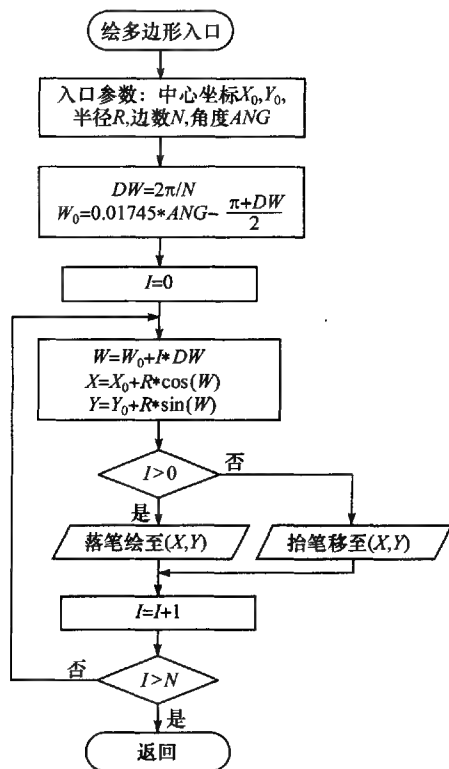 绘多边形入口
入口参数：中心坐标X₀,Y₀,
半径R,边数N,角度ANG
DW=2π/N
W₀=0.01745*ANG− (π+DW)/2
I=0
W=W₀+I*DW
X=X₀+R*cos(W)
Y=Y₀+R*sin(W)
I>0
否
是
落笔绘至(X,Y)
抬笔移至(X,Y)
I=I+1
否
I>N
是
返回